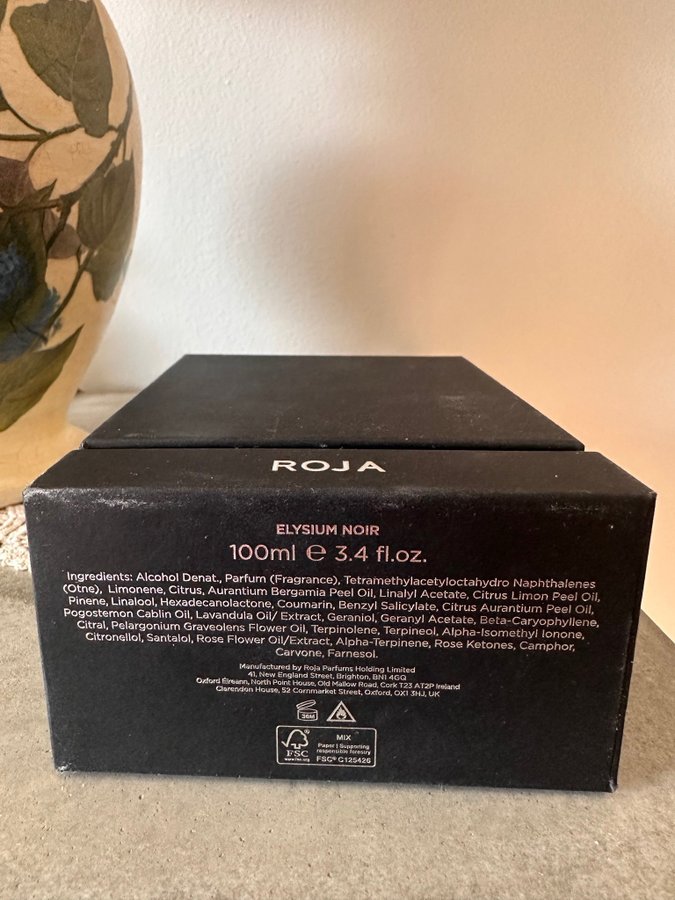 ROJA
ELYSIUM NOIR
100ml ℮ 3.4 fl.oz.
Ingredients: Alcohol Denat., Parfum (Fragrance), Tetramethylacetyloctahydro Naphthalenes
(Otne), Limonene, Citrus, Aurantium Bergamia Peel Oil, Linalyl Acetate, Citrus Limon Peel Oil,
Pinene, Linalool, Hexadecanolactone, Coumarin, Benzyl Salicylate, Citrus Aurantium Peel Oil,
Pogostemon Cablin Oil, Lavandula Oil/ Extract, Geraniol, Geranyl Acetate, Beta-Caryophyllene,
Citral, Pelargonium Graveolens Flower Oil, Terpinolene, Terpineol, Alpha-Isomethyl Ionone,
Citronellol, Santalol, Rose Flower Oil/Extract, Alpha-Terpinene, Rose Ketones, Camphor,
Carvone, Farnesol.
Manufactured by Roja Parfums Holding Limited
41, New England Street, Brighton, BN1 4GQ
Oxford Éireann, North Point House, Old Mallow Road, Cork T23 AT2P Ireland
Clarendon House, 52 Cornmarket Street, Oxford, OX1 3HJ, UK
36M
FSC
www.fsc.org
MIX
Paper | Supporting
responsible forestry
FSC® C125426